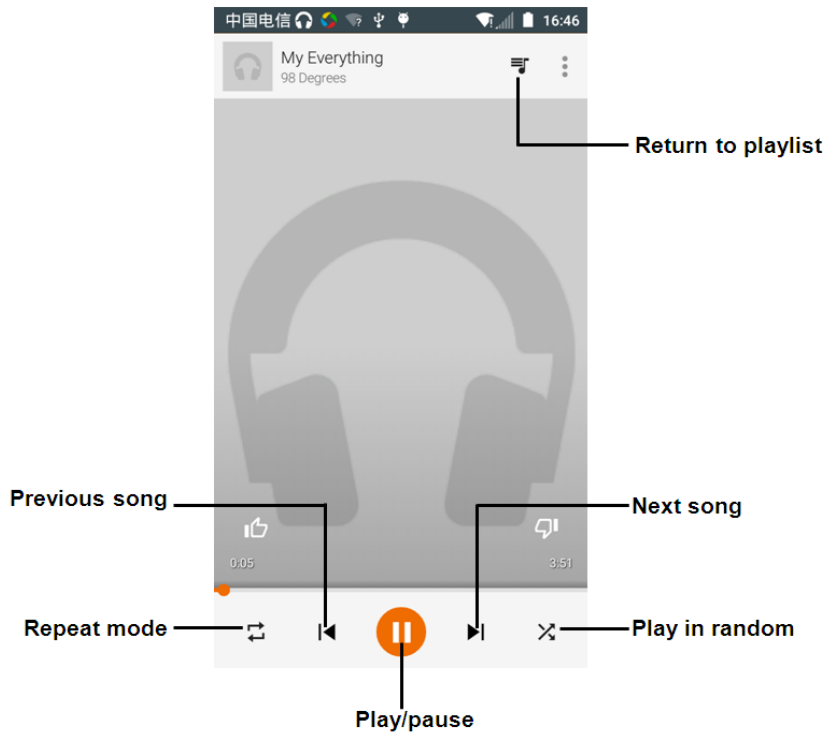 中国电信 16:46
My Everything
98 Degrees
Return to playlist
Previous song
Next song
0:05 3:51
Repeat mode
Play in random
Play/pause